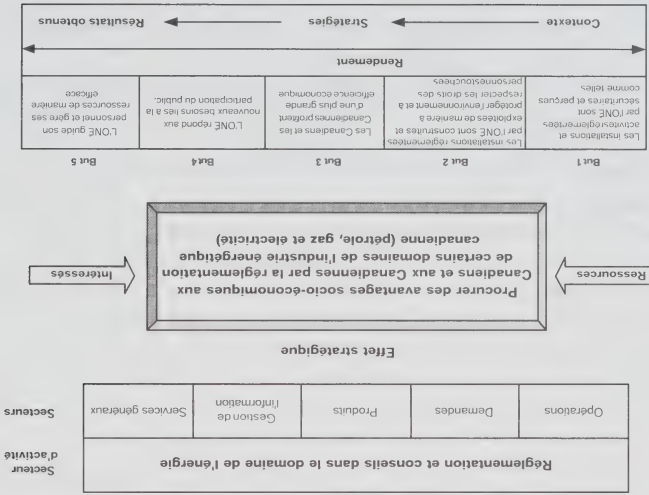 Secteur
d'activité
Réglementation et conseils dans le domaine de l'énergie
Secteurs
Opérations
Demandes
Produits
Gestion de
l'information
Services généraux
Effet stratégique
Ressources
Procurer des avantages socio-économiques aux
Canadiens et aux Canadiennes par la réglementation
de certains domaines de l'industrie énergétique
canadienne (pétrole, gaz et électricité)
Intéressés
But 1
But 2
But 3
But 4
But 5
Les installations et
activités réglementées
par l'ONÉ sont
sécuritaires et perçues
comme telles
Les installations réglementées
par l'ONÉ sont construites et
exploitées de manière à
protéger l'environnement et à
respecter les droits des
personnes touchées
Les Canadiens et les
Canadiennes profitent
d'une plus grande
efficience économique
L'ONÉ répond aux
nouveaux besoins liés à la
participation du public.
L'ONÉ guide son
personnel et gère ses
ressources de manière
efficace
Rendement
Contexte
Stratégies
Résultats obtenus